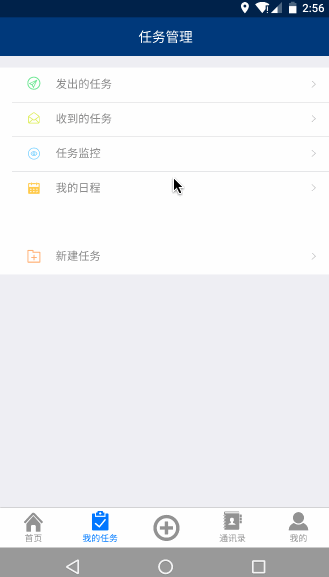 2:56
任务管理
发出的任务
收到的任务
任务监控
我的日程
新建任务
首页
我的任务
通讯录
我的